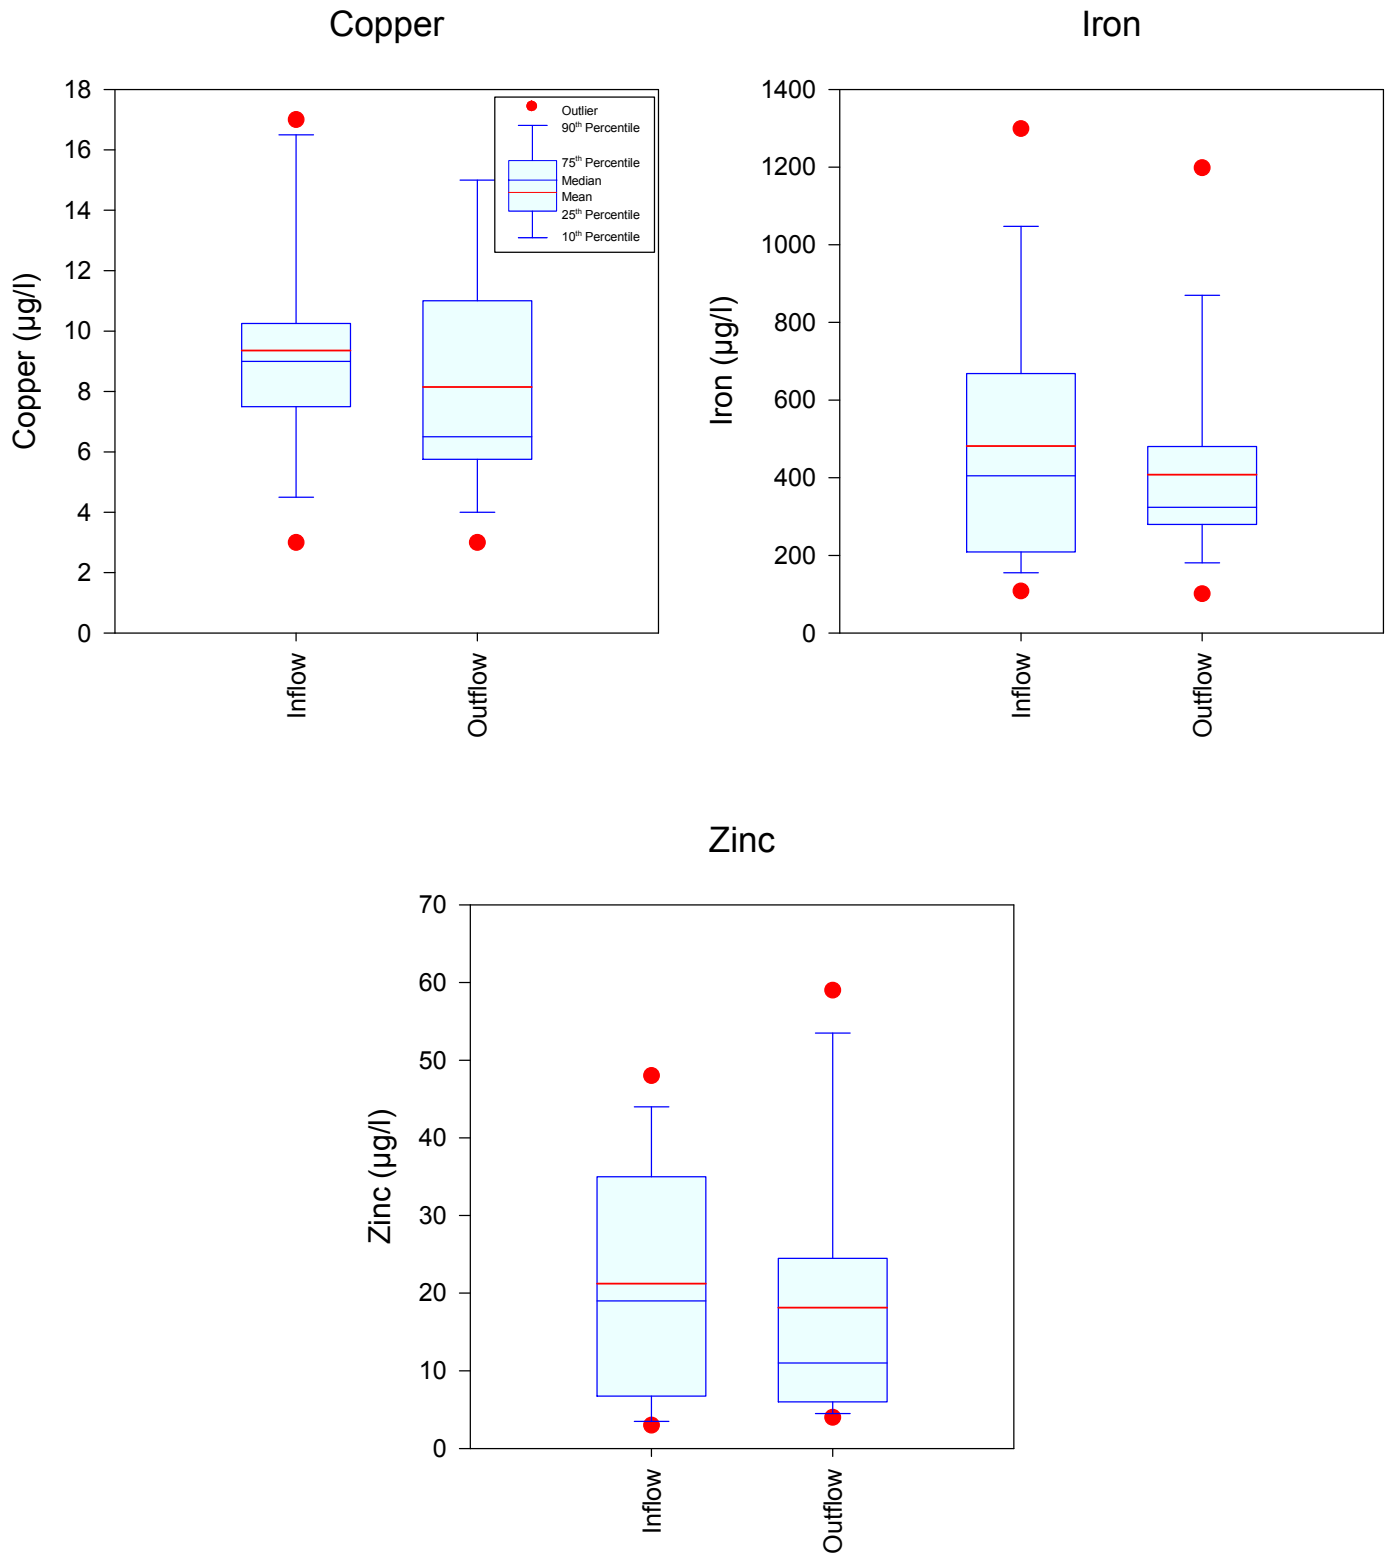 Copper
Iron
18
16
14
12
10
8
6
4
2
0
Copper (µg/l)
Outlier
90th Percentile
75th Percentile
Median
Mean
25th Percentile
10th Percentile
Inflow
Outflow
1400
1200
1000
800
600
400
200
0
Iron (µg/l)
Inflow
Outflow
Zinc
70
60
50
40
30
20
10
0
Zinc (µg/l)
Inflow
Outflow